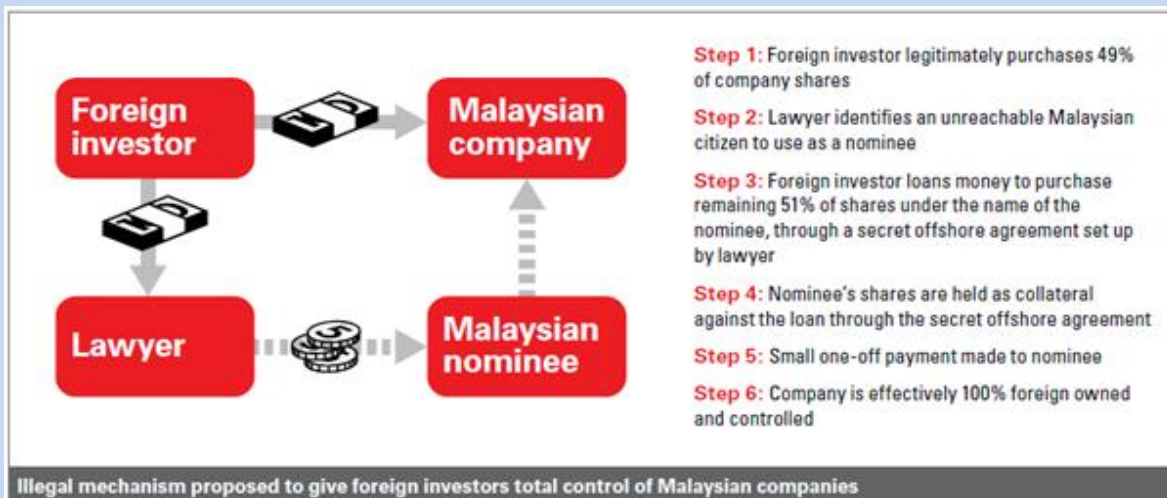 Foreign
investor
Malaysian
company
Lawyer
Malaysian
nominee
Step 1: Foreign investor legitimately purchases 49%
of company shares
Step 2: Lawyer identifies an unreachable Malaysian
citizen to use as a nominee
Step 3: Foreign investor loans money to purchase
remaining 51% of shares under the name of the
nominee, through a secret offshore agreement set up
by lawyer
Step 4: Nominee's shares are held as collateral
against the loan through the secret offshore agreement
Step 5: Small one-off payment made to nominee
Step 6: Company is effectively 100% foreign owned
and controlled
Illegal mechanism proposed to give foreign investors total control of Malaysian companies